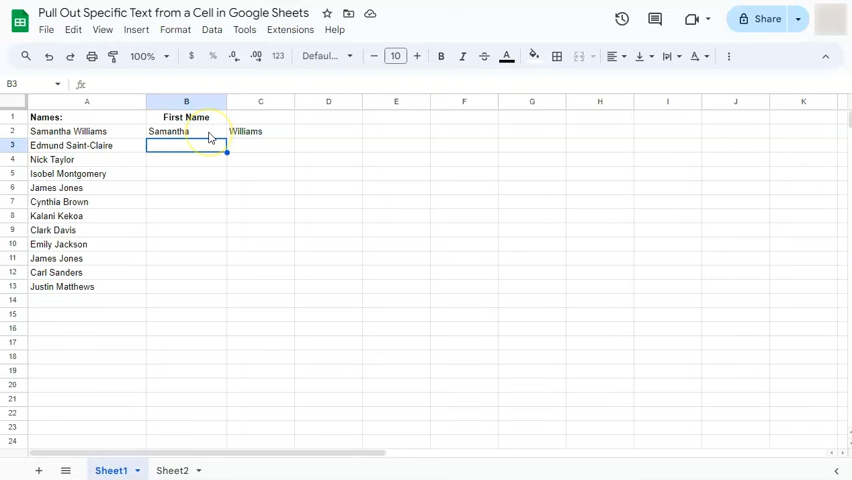 Pull Out Specific Text from a Cell in Google Sheets
File Edit View Insert Format Data Tools Extensions
Share
100% $ % .0 .00 123 Defaul... 10 B I S A
B3 fx
A B C D E F G H I J K
1 Names: First Name
2 Samantha Williams Samantha Williams
3 Edmund Saint-Claire
4 Nick Taylor
5 Isobel Montgomery
6 James Jones
7 Cynthia Brown
8 Kalani Kekoa
9 Clark Davis
10 Emily Jackson
11 James Jones
12 Carl Sanders
13 Justin Matthews
14
15
16
17
18
19
20
21
22
23
24
Sheet1 Sheet2